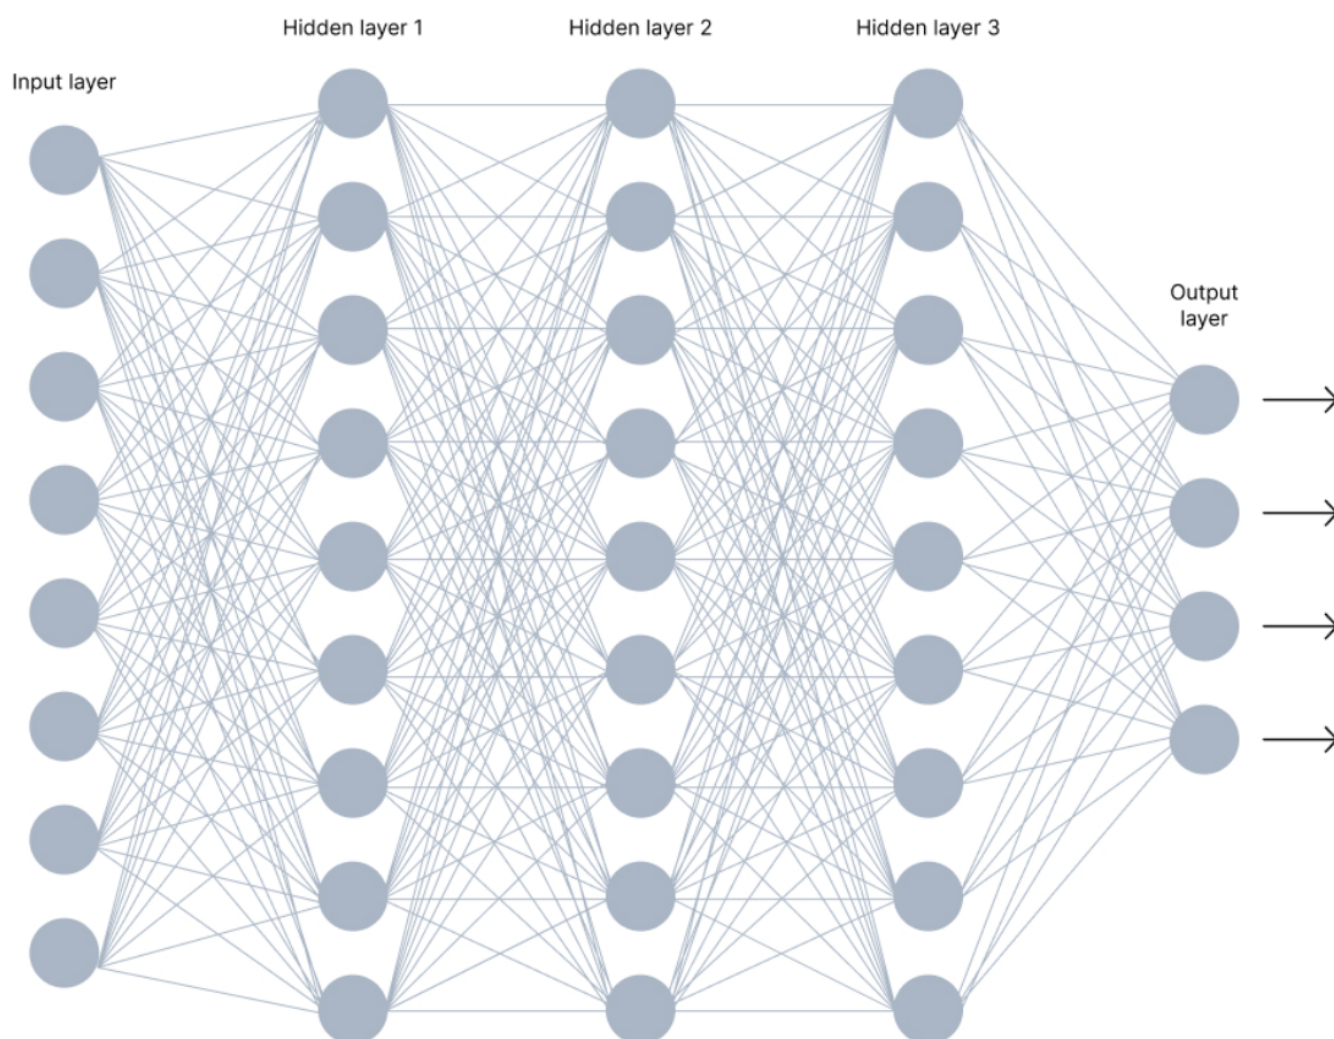 Input layer
Hidden layer 1
Hidden layer 2
Hidden layer 3
Output
layer